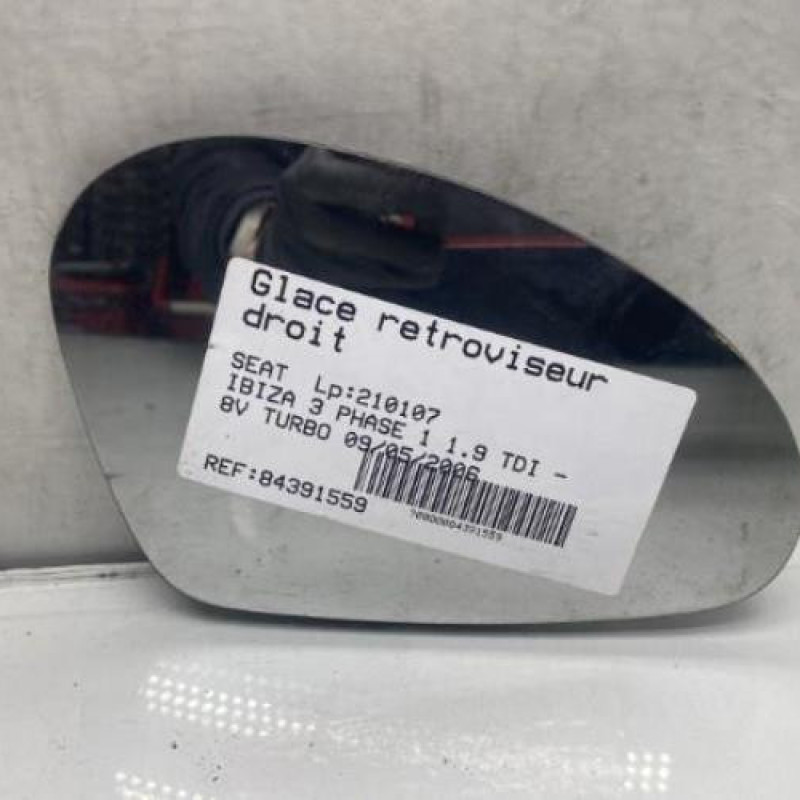 Glace retroviseur
droit
SEAT Lp:210107
IBIZA 3 PHASE 1 1.9 TDI -
8V TURBO 09/05/2006
REF:84391559